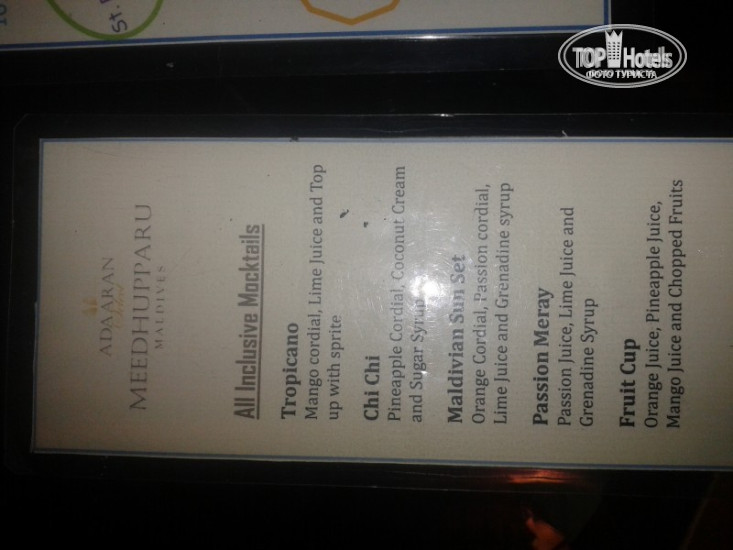 St.
TOP Hotels
ФОТО ТУРИСТА
ADAARAN
MEEDHUPPARU
MALDIVES
All Inclusive Mocktails
Tropicano
Mango cordial, Lime Juice and Top
up with sprite
Chi Chi
Pineapple Cordial, Coconut Cream
and Sugar Syrup
Maldivian Sun Set
Orange Cordial, Passion cordial,
Lime Juice and Grenadine syrup
Passion Meray
Passion Juice, Lime Juice and
Grenadine Syrup
Fruit Cup
Orange Juice, Pineapple Juice,
Mango Juice and Chopped Fruits